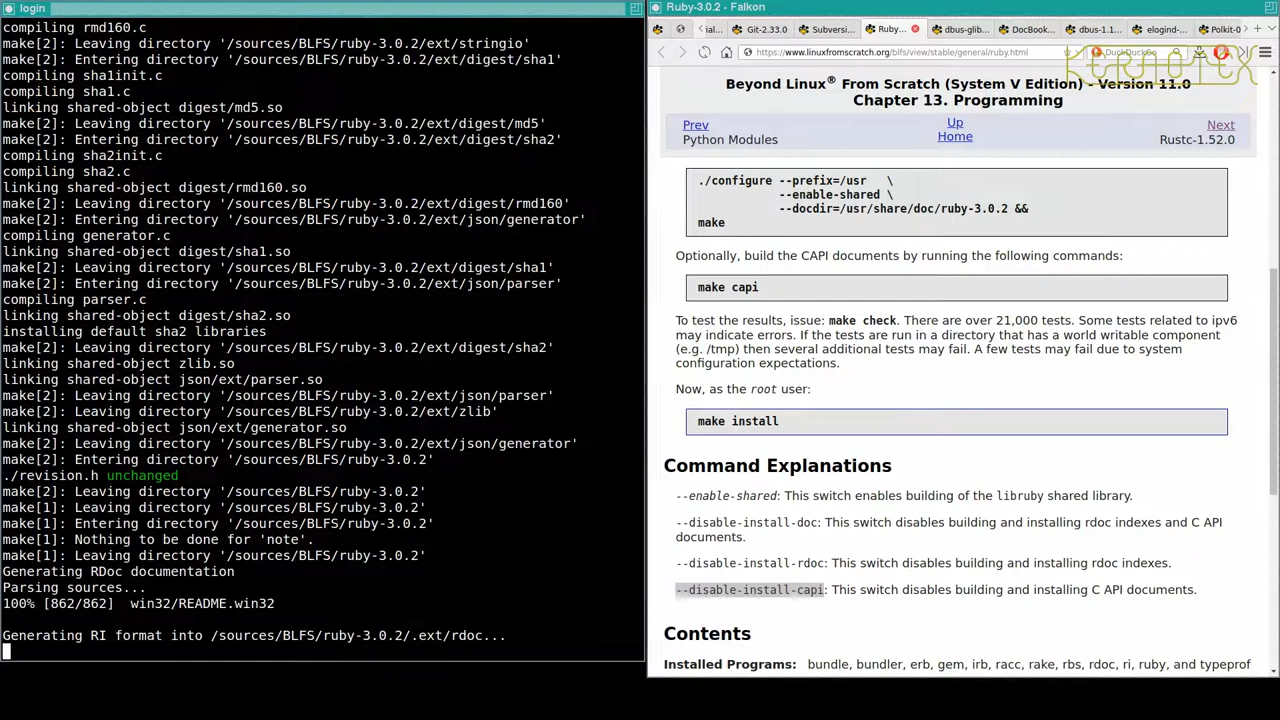 login
compiling rmd160.c
make[2]: Leaving directory '/sources/BLFS/ruby-3.0.2/ext/stringio'
make[2]: Entering directory '/sources/BLFS/ruby-3.0.2/ext/digest/sha1'
compiling sha1init.c
compiling sha1.c
linking shared-object digest/md5.so
make[2]: Leaving directory '/sources/BLFS/ruby-3.0.2/ext/digest/md5'
make[2]: Entering directory '/sources/BLFS/ruby-3.0.2/ext/digest/sha2'
compiling sha2init.c
compiling sha2.c
linking shared-object digest/rmd160.so
make[2]: Leaving directory '/sources/BLFS/ruby-3.0.2/ext/digest/rmd160'
make[2]: Entering directory '/sources/BLFS/ruby-3.0.2/ext/json/generator'
compiling generator.c
linking shared-object digest/sha1.so
make[2]: Leaving directory '/sources/BLFS/ruby-3.0.2/ext/digest/sha1'
make[2]: Entering directory '/sources/BLFS/ruby-3.0.2/ext/json/parser'
compiling parser.c
linking shared-object digest/sha2.so
installing default sha2 libraries
make[2]: Leaving directory '/sources/BLFS/ruby-3.0.2/ext/digest/sha2'
linking shared-object zlib.so
linking shared-object json/ext/parser.so
make[2]: Leaving directory '/sources/BLFS/ruby-3.0.2/ext/json/parser'
make[2]: Leaving directory '/sources/BLFS/ruby-3.0.2/ext/zlib'
linking shared-object json/ext/generator.so
make[2]: Leaving directory '/sources/BLFS/ruby-3.0.2/ext/json/generator'
make[2]: Entering directory '/sources/BLFS/ruby-3.0.2'
./revision.h unchanged
make[2]: Leaving directory '/sources/BLFS/ruby-3.0.2'
make[1]: Leaving directory '/sources/BLFS/ruby-3.0.2'
make[1]: Entering directory '/sources/BLFS/ruby-3.0.2'
make[1]: Nothing to be done for 'note'.
make[1]: Leaving directory '/sources/BLFS/ruby-3.0.2'
Generating RDoc documentation
Parsing sources...
100% [862/862] win32/README.win32
Generating RI format into /sources/BLFS/ruby-3.0.2/.ext/rdoc...
Ruby-3.0.2 - Falkon
ial... Git-2.33.0 Subversi... Ruby... dbus-glib... DocBook... dbus-1.1... elogind-... Polkit-0
https://www.linuxfromscratch.org/blfs/view/stable/general/ruby.html DuckDuckGo
KERNOTEX
Beyond Linux® From Scratch (System V Edition) - Version 11.0
Chapter 13. Programming
Prev Up Next
Python Modules Home Rustc-1.52.0
./configure --prefix=/usr \
--enable-shared \
--docdir=/usr/share/doc/ruby-3.0.2 &&
make
Optionally, build the CAPI documents by running the following commands:
make capi
To test the results, issue: make check. There are over 21,000 tests. Some tests related to ipv6
may indicate errors. If the tests are run in a directory that has a world writable component
(e.g. /tmp) then several additional tests may fail. A few tests may fail due to system
configuration expectations.
Now, as the root user:
make install
Command Explanations
--enable-shared: This switch enables building of the libruby shared library.
--disable-install-doc: This switch disables building and installing rdoc indexes and C API
documents.
--disable-install-rdoc: This switch disables building and installing rdoc indexes.
--disable-install-capi: This switch disables building and installing C API documents.
Contents
Installed Programs: bundle, bundler, erb, gem, irb, racc, rake, rbs, rdoc, ri, ruby, and typeprof